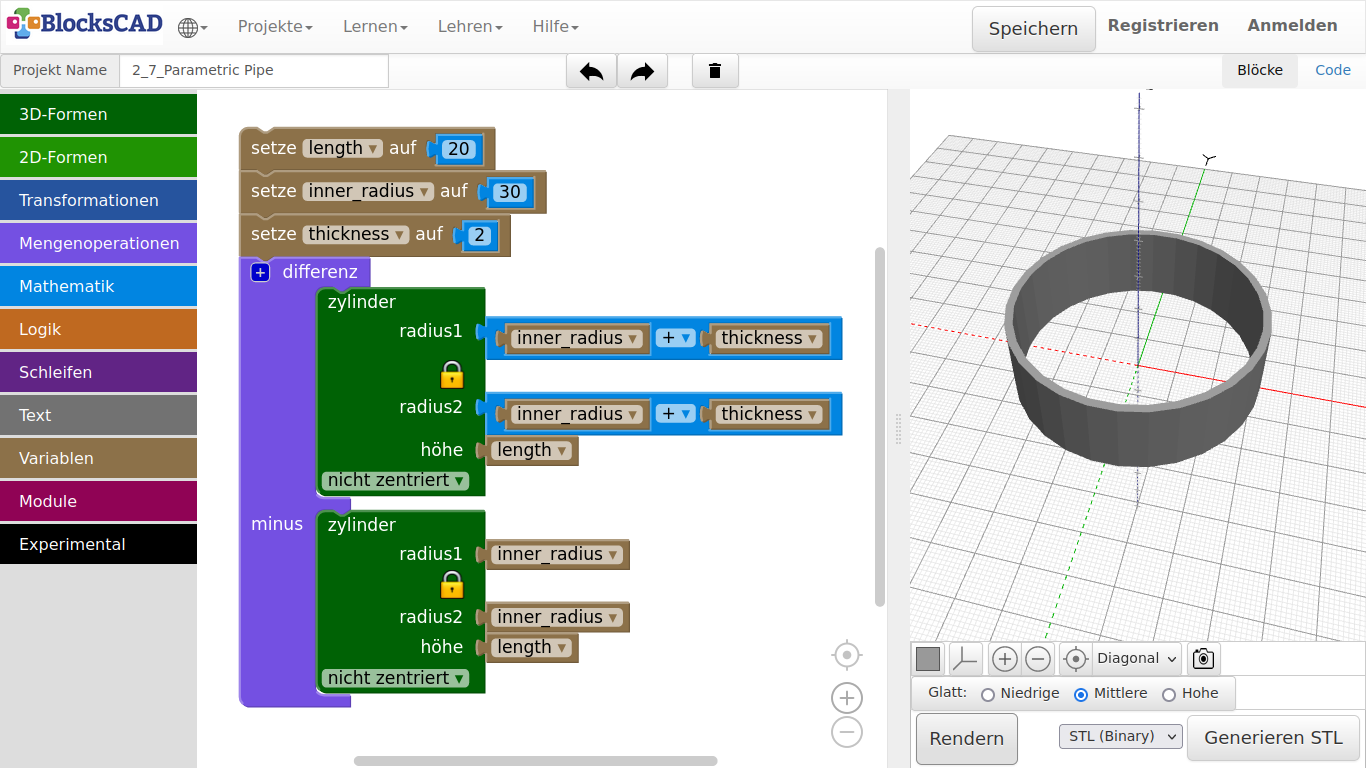 BlocksCAD
Projekte
Lernen
Lehren
Hilfe
Speichern
Registrieren
Anmelden
Projekt Name
2_7_Parametric Pipe
Blöcke
Code
3D-Formen
2D-Formen
Transformationen
Mengenoperationen
Mathematik
Logik
Schleifen
Text
Variablen
Module
Experimental
setze length auf 20
setze inner_radius auf 30
setze thickness auf 2
+ differenz
zylinder
radius1 inner_radius + thickness
radius2 inner_radius + thickness
höhe length
nicht zentriert
minus
zylinder
radius1 inner_radius
radius2 inner_radius
höhe length
nicht zentriert
Y
Diagonal
Glatt: Niedrige Mittlere Hohe
Rendern
STL (Binary)
Generieren STL